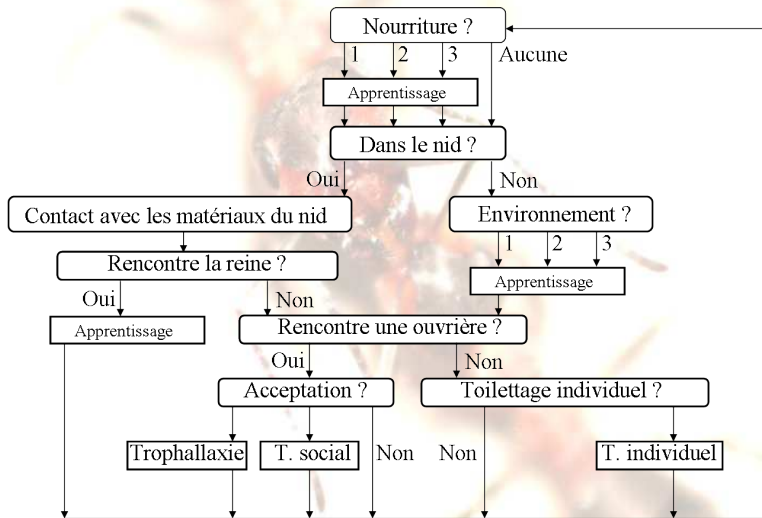 Nourriture ?
1 2 3 Aucune
Apprentissage
Dans le nid ?
Oui Non
Contact avec les matériaux du nid
Environnement ?
1 2 3
Rencontre la reine ?
Apprentissage
Oui Non
Apprentissage
Rencontre une ouvrière ?
Oui Non
Acceptation ?
Toilettage individuel ?
Trophallaxie
T. social
Non
Non
T. individuel